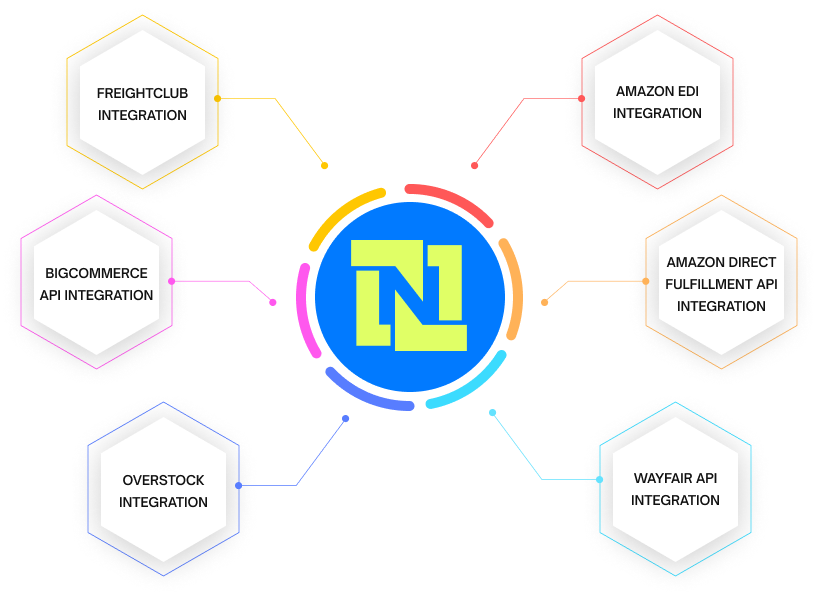 FREIGHTCLUB
INTEGRATION
AMAZON EDI
INTEGRATION
BIGCOMMERCE
API INTEGRATION
AMAZON DIRECT
FULFILLMENT API
INTEGRATION
OVERSTOCK
INTEGRATION
WAYFAIR API
INTEGRATION